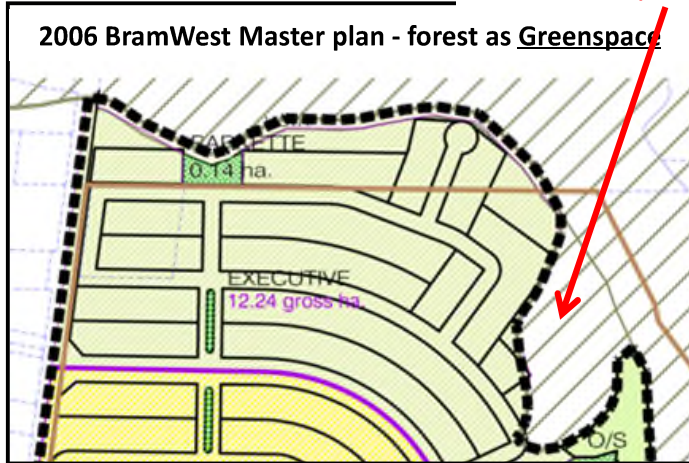 2006 BramWest Master plan - forest as Greenspace
PARKETTE
0.14 ha.
EXECUTIVE
12.24 gross ha.
O/S